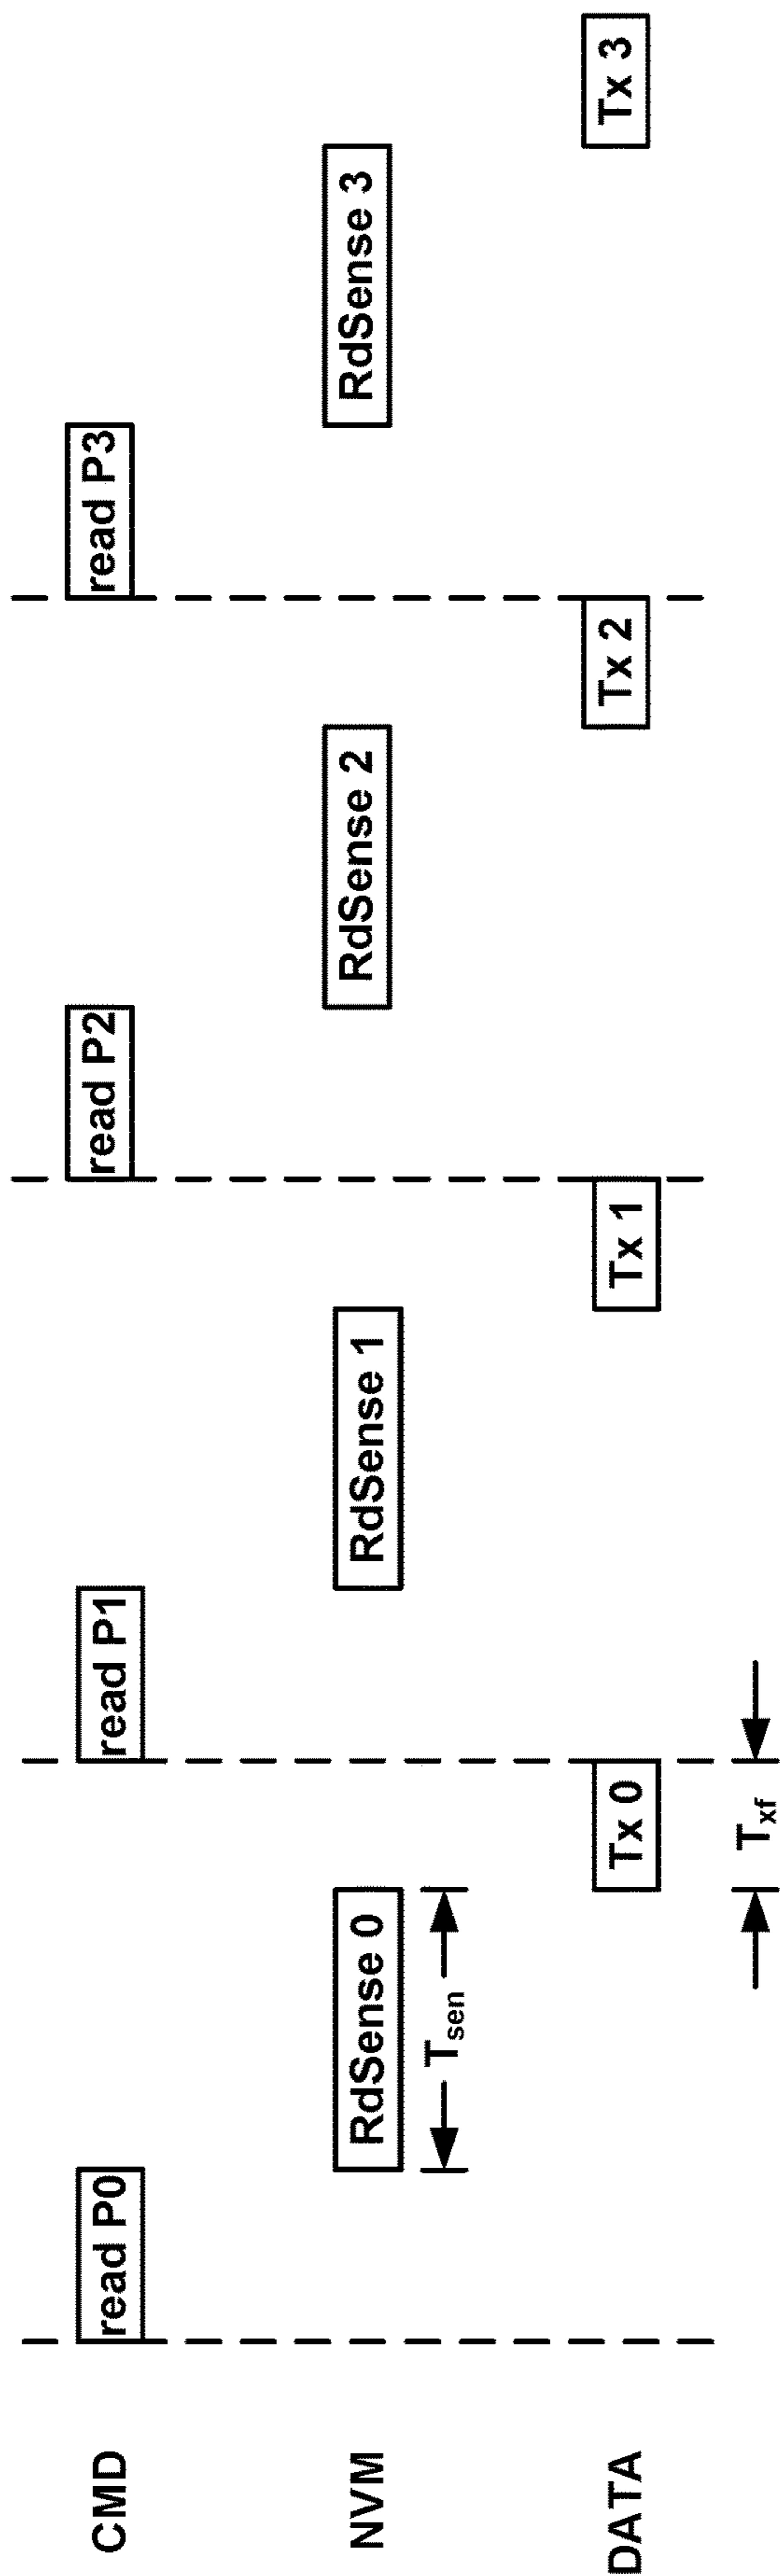 CMD
read P0
read P1
read P2
read P3
NVM
RdSense 0
RdSense 1
RdSense 2
RdSense 3
Tsen
DATA
Tx 0
Tx 1
Tx 2
Tx 3
Txf